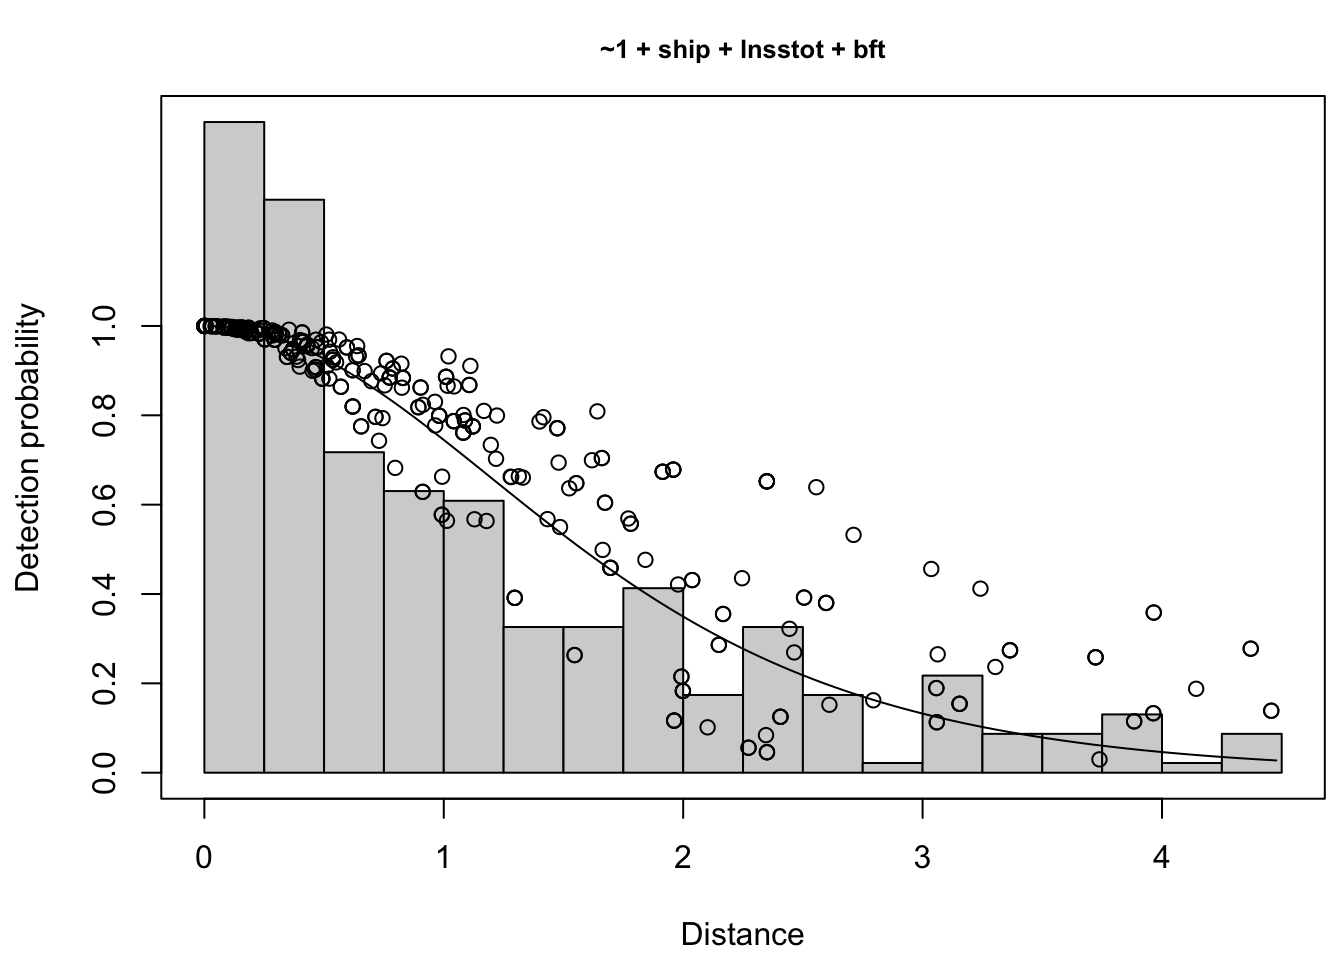 ~1 + ship + lnsstot + bft
Detection probability
1.0
0.8
0.6
0.4
0.2
0.0
0 1 2 3 4
Distance